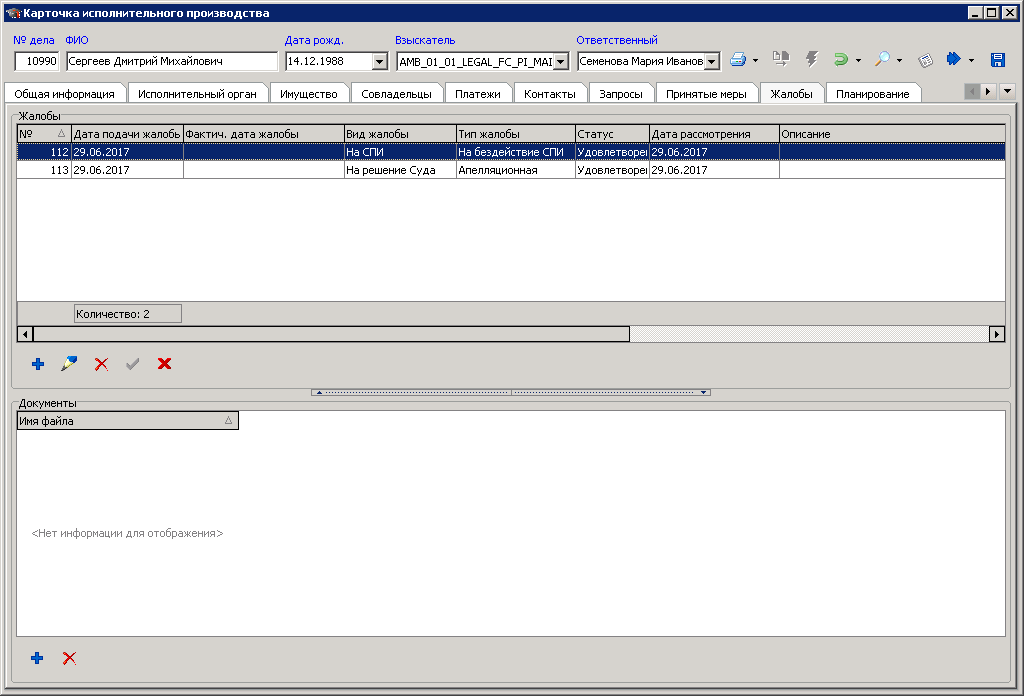 Карточка исполнительного производства
№ дела ФИО Дата рожд. Взыскатель Ответственный
10990 Сергеев Дмитрий Михайлович 14.12.1988 AMB_01_01_LEGAL_FC_PI_MAI Семенова Мария Иванов
Общая информация Исполнительный орган Имущество Совладельцы Платежи Контакты Запросы Принятые меры Жалобы Планирование
Жалобы
№ Дата подачи жалобь Фактич. дата жалобы Вид жалобы Тип жалобы Статус Дата рассмотрения Описание
112 29.06.2017 На СПИ На бездействие СПИ Удовлетворен 29.06.2017
113 29.06.2017 На решение Суда Апелляционная Удовлетворен 29.06.2017
Количество: 2
Документы
Имя файла
<Нет информации для отображения>